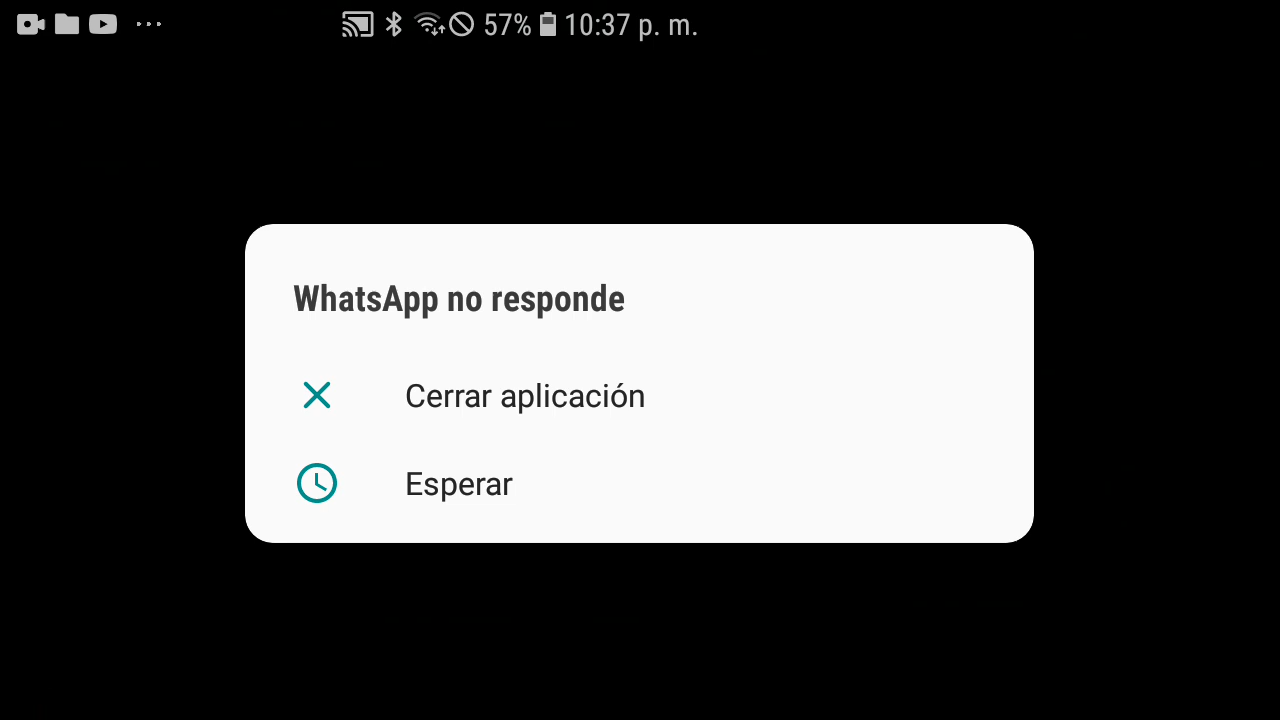 57% 10:37 p. m.
WhatsApp no responde
Cerrar aplicación
Esperar